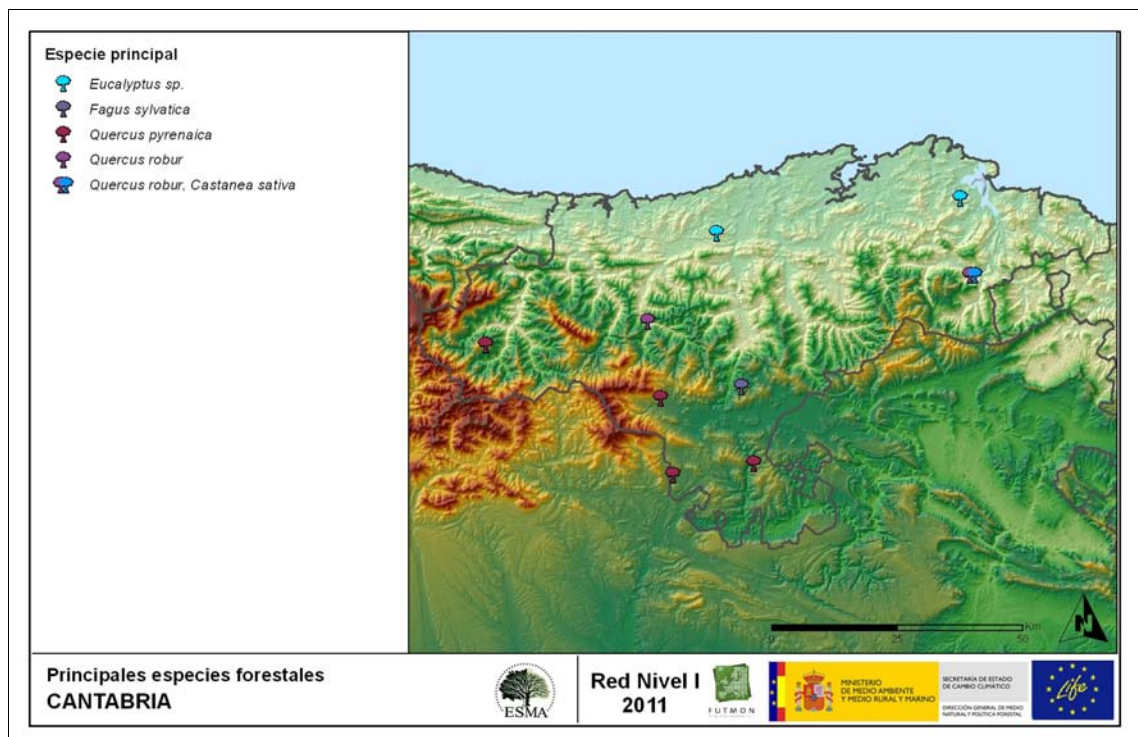 Especie principal
Eucalyptus sp.
Fagus sylvatica
Quercus pyrenaica
Quercus robur
Quercus robur, Castanea sativa
Km
0 25 50
N
Principales especies forestales
CANTABRIA
ESMA
Red Nivel I
2011
FUTMON
MINISTERIO
DE MEDIO AMBIENTE
Y MEDIO RURAL Y MARINO
SECRETARÍA DE ESTADO
DE CAMBIO CLIMÁTICO
DIRECCIÓN GENERAL DE MEDIO
NATURAL Y POLÍTICA FORESTAL
Life